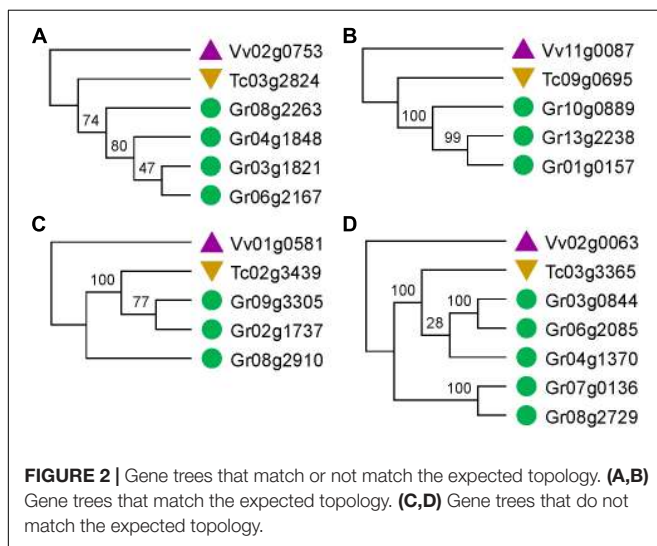 A
Vv02g0753
Tc03g2824
74
Gr08g2263
80
Gr04g1848
47
Gr03g1821
Gr06g2167
B
Vv11g0087
Tc09g0695
100
Gr10g0889
99
Gr13g2238
Gr01g0157
C
Vv01g0581
100
Tc02g3439
77
Gr09g3305
Gr02g1737
Gr08g2910
D
Vv02g0063
Tc03g3365
100
100
Gr03g0844
28
Gr06g2085
Gr04g1370
100
Gr07g0136
Gr08g2729
FIGURE 2 | Gene trees that match or not match the expected topology. (A,B)
Gene trees that match the expected topology. (C,D) Gene trees that do not
match the expected topology.